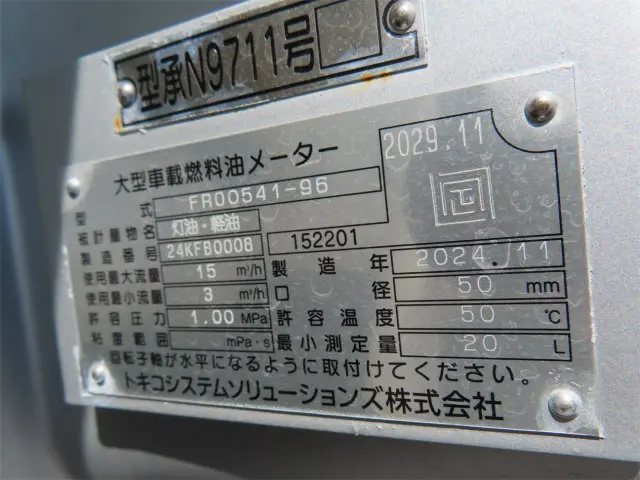 型承N9711号
大型車載燃料油メーター
2029.11
型式 FR00541-96
被計量物名 灯油・軽油
製造番号 24KFB0008 152201
使用最大流量 15 m³/h 製造年 2024.11
使用最小流量 3 m³/h 口径 50 mm
許容圧力 1.00 MPa 許容温度 50 ℃
粘度範囲 mPa・s 最小測定量 20 L
回転子軸が水平になるように取付けてください。
トキコシステムソリューションズ株式会社